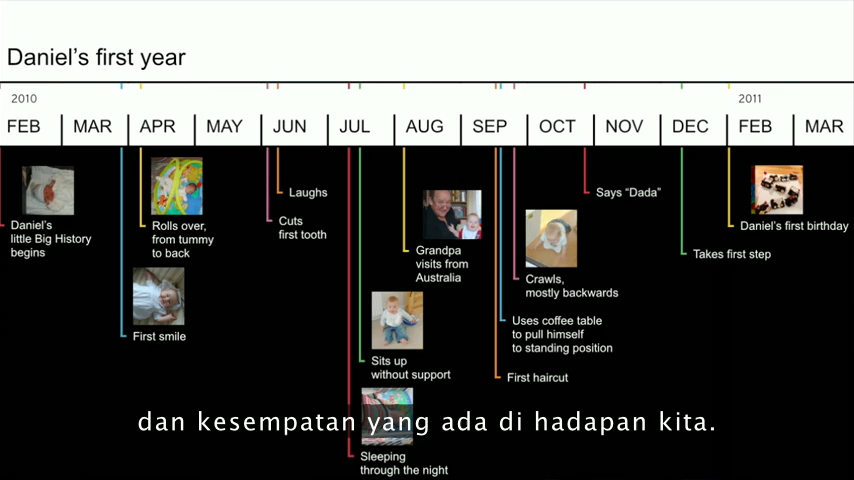 Daniel’s first year
2010
2011
FEB MAR APR MAY JUN JUL AUG SEP OCT NOV DEC FEB MAR
Daniel’s
little Big History
begins
First smile
Rolls over,
from tummy
to back
Cuts
first tooth
Laughs
Sleeping
through the night
Sits up
without support
Grandpa
visits from
Australia
First haircut
Uses coffee table
to pull himself
to standing position
Crawls,
mostly backwards
Says “Dada”
Takes first step
Daniel’s first birthday
dan kesempatan yang ada di hadapan kita.